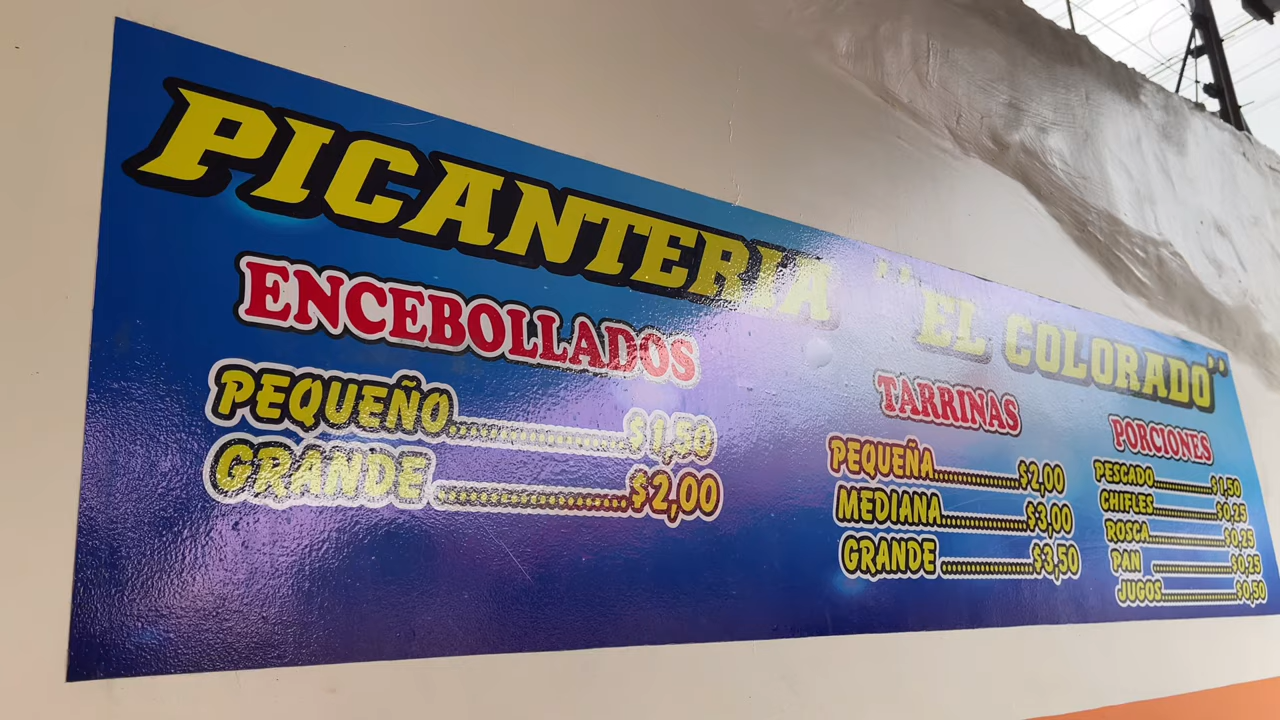 PICANTERIA "EL COLORADO"
ENCEBOLLADOS
PEQUEÑO....................$1,50
GRANDE....................$2,00
TARRINAS
PEQUEÑA..............$2,00
MEDIANA..............$3,00
GRANDE..............$3,50
PORCIONES
PESCADO............$1,50
CHIFLES............$0,25
ROSCA............$0,25
PAN ............$0,25
JUGOS............$0,50